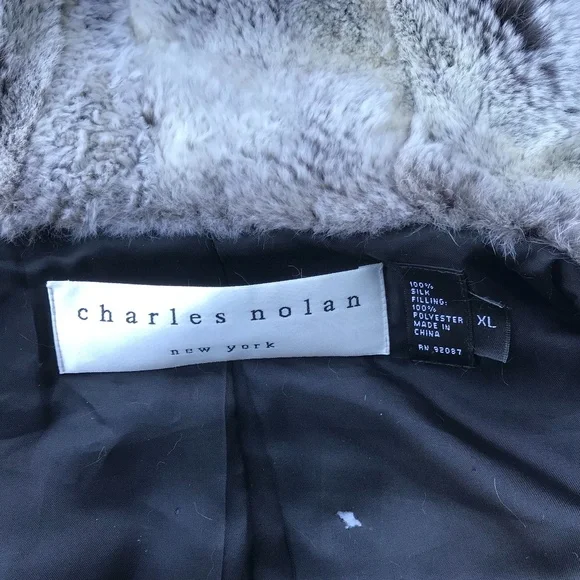 charles nolan
new york
100%
SILK
FILLING:
100%
POLYESTER
MADE IN
CHINA
RN 92087
XL